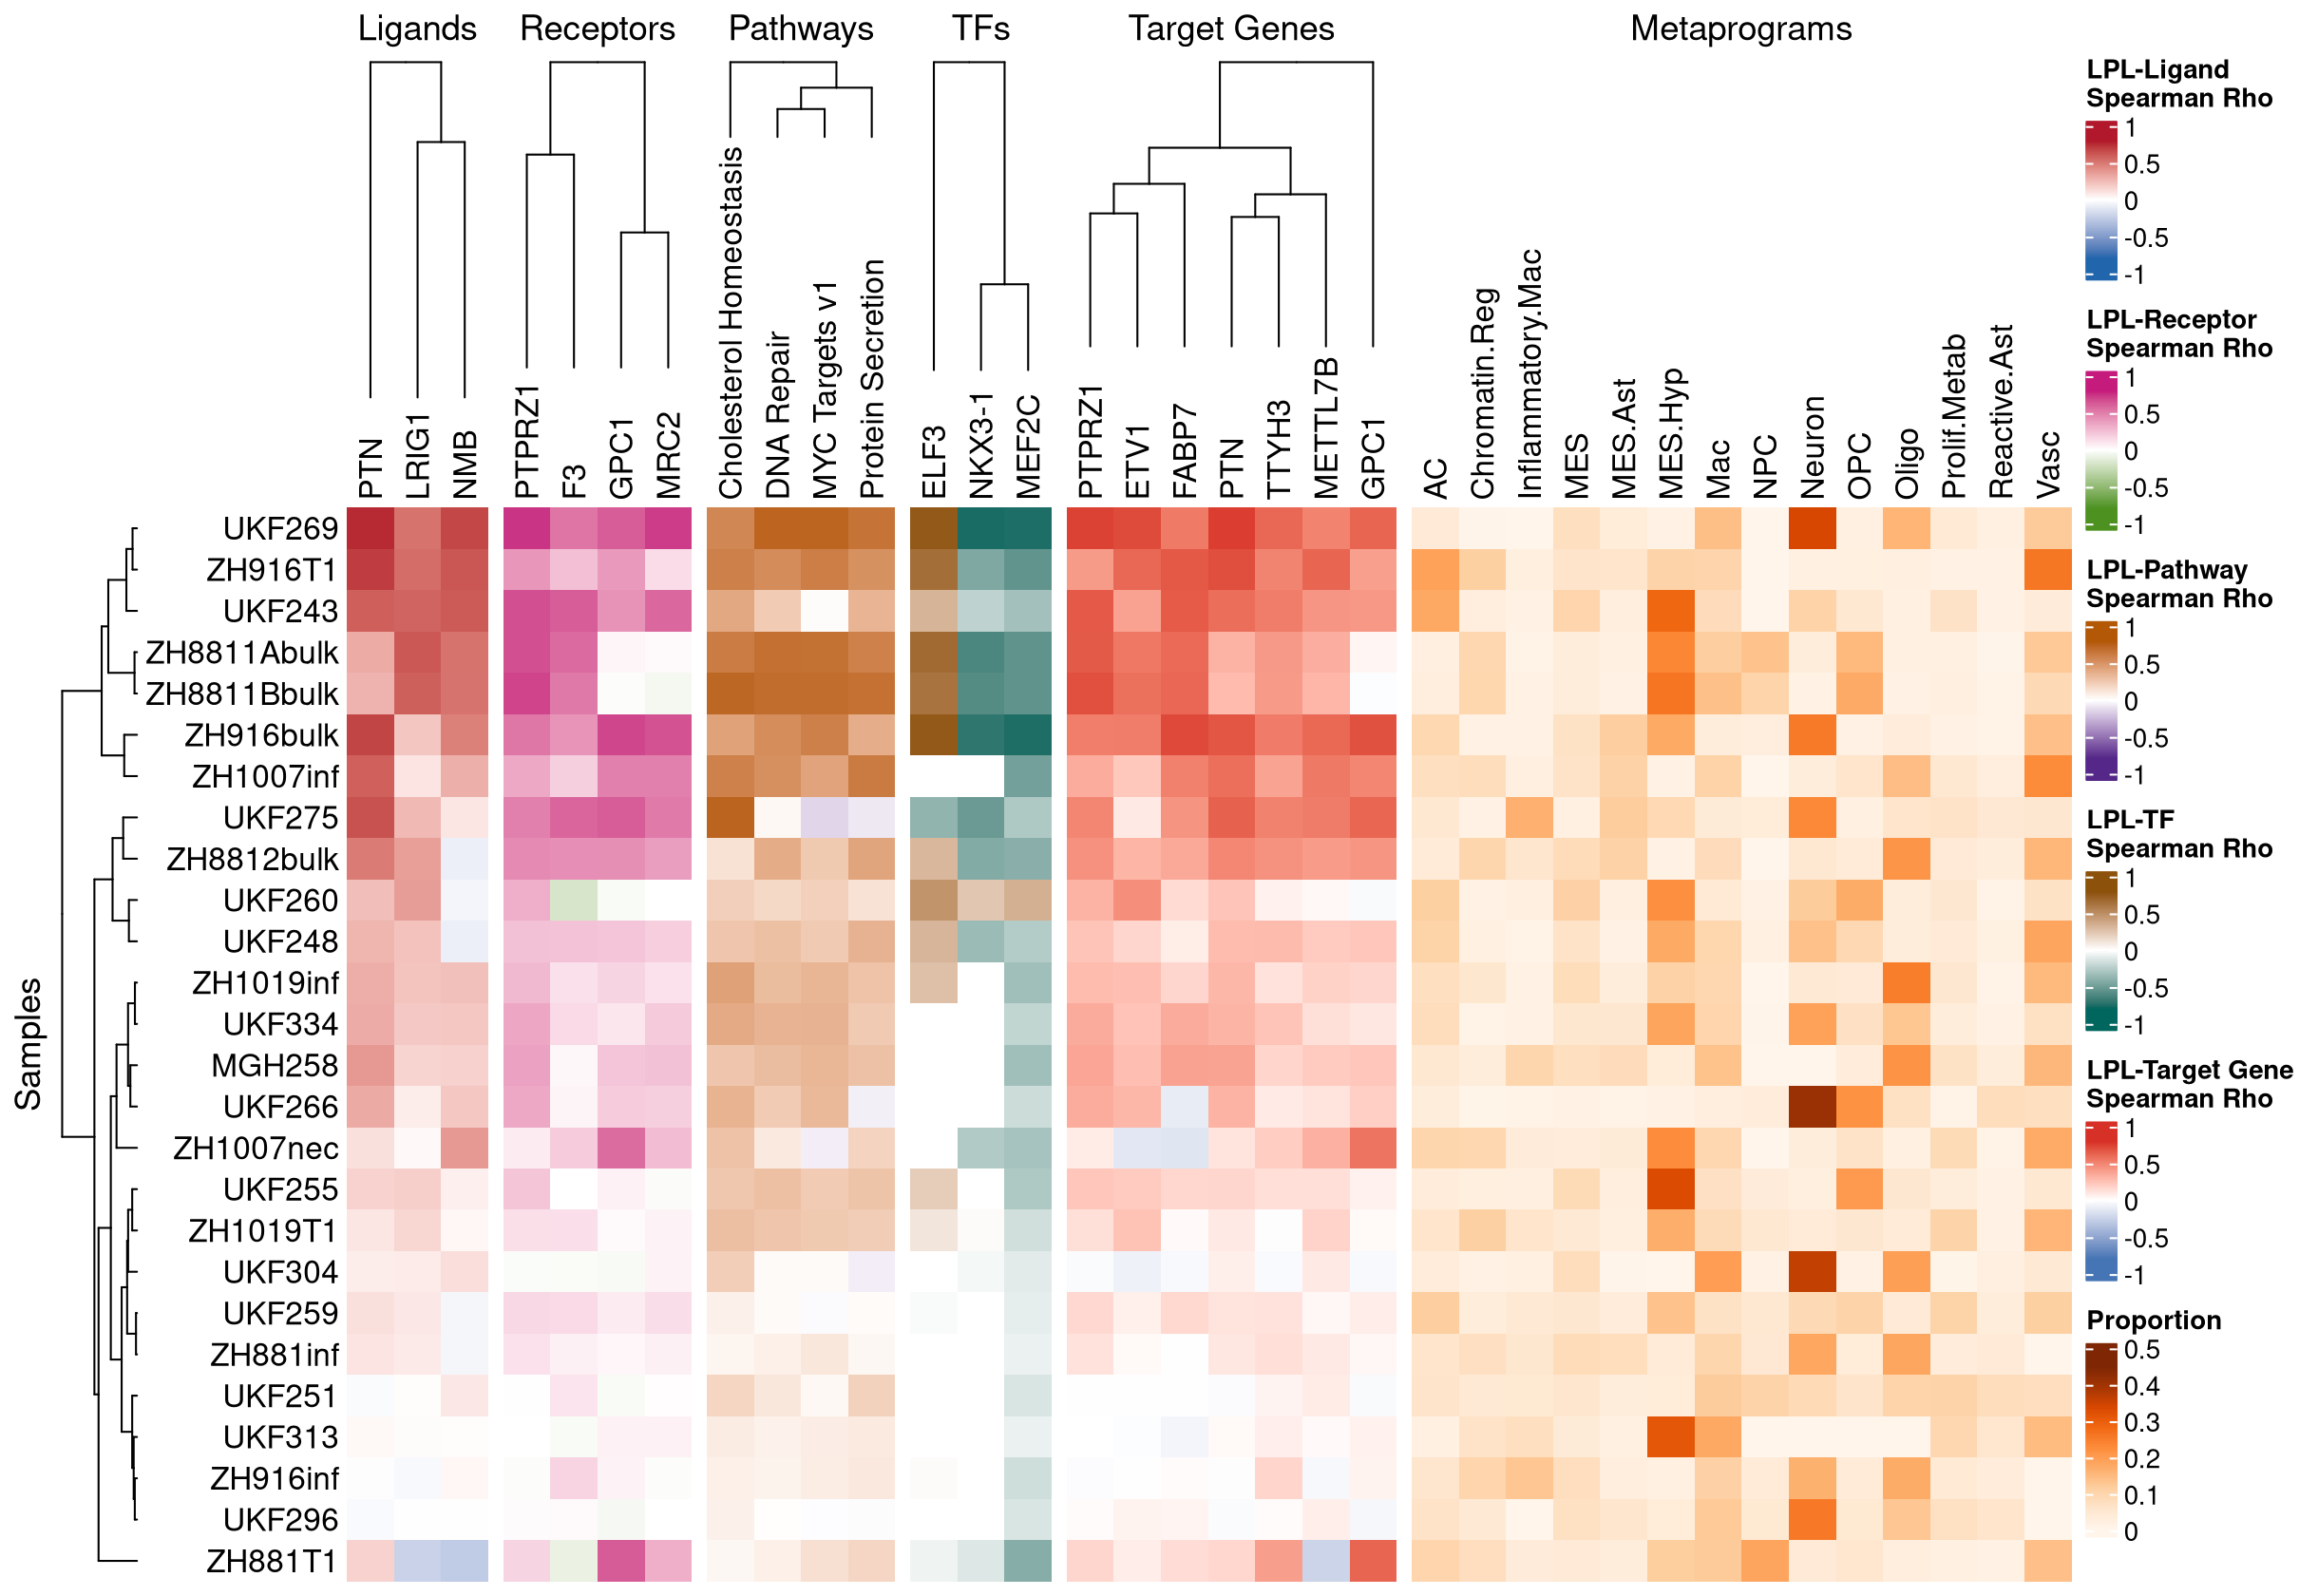 Ligands Receptors Pathways TFs Target Genes Metaprograms
PTN LRIG1 NMB PTPRZ1 F3 GPC1 MRC2 Cholesterol Homeostasis DNA Repair MYC Targets v1 Protein Secretion ELF3 NKX3-1 MEF2C PTPRZ1 ETV1 FABP7 PTN TTYH3 METTL7B GPC1 AC Chromatin.Reg Inflammatory.Mac MES MES.Ast MES.Hyp Mac NPC Neuron OPC Oligo Prolif.Metab Reactive.Ast Vasc
Samples
UKF269
ZH916T1
UKF243
ZH8811Abulk
ZH8811Bbulk
ZH916bulk
ZH1007inf
UKF275
ZH8812bulk
UKF260
UKF248
ZH1019inf
UKF334
MGH258
UKF266
ZH1007nec
UKF255
ZH1019T1
UKF304
UKF259
ZH881inf
UKF251
UKF313
ZH916inf
UKF296
ZH881T1
LPL-Ligand
Spearman Rho
1
0.5
0
-0.5
-1
LPL-Receptor
Spearman Rho
1
0.5
0
-0.5
-1
LPL-Pathway
Spearman Rho
1
0.5
0
-0.5
-1
LPL-TF
Spearman Rho
1
0.5
0
-0.5
-1
LPL-Target Gene
Spearman Rho
1
0.5
0
-0.5
-1
Proportion
0.5
0.4
0.3
0.2
0.1
0